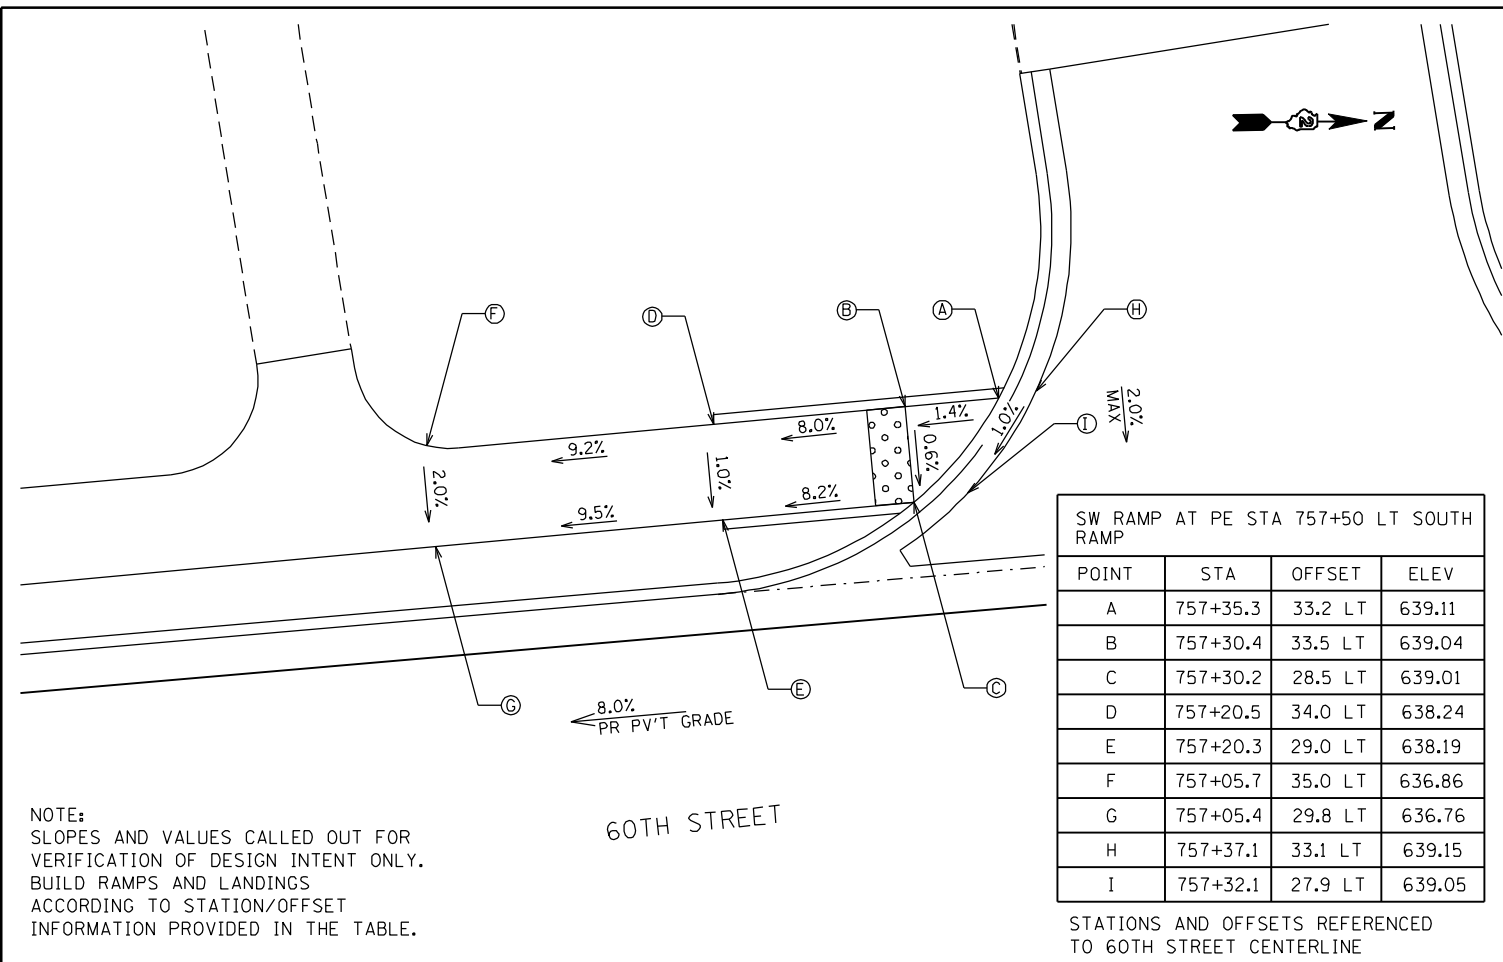 2
N
F
D
B
A
H
2.0%
MAX
1.4%
1.0%
I
8.0%
0.6%
9.2%
1.0%
2.0%
8.2%
9.5%
G
E
C
8.0%
PR PV'T GRADE
60TH STREET
NOTE:
SLOPES AND VALUES CALLED OUT FOR
VERIFICATION OF DESIGN INTENT ONLY.
BUILD RAMPS AND LANDINGS
ACCORDING TO STATION/OFFSET
INFORMATION PROVIDED IN THE TABLE.
SW RAMP AT PE STA 757+50 LT SOUTH
RAMP
POINT STA OFFSET ELEV
A 757+35.3 33.2 LT 639.11
B 757+30.4 33.5 LT 639.04
C 757+30.2 28.5 LT 639.01
D 757+20.5 34.0 LT 638.24
E 757+20.3 29.0 LT 638.19
F 757+05.7 35.0 LT 636.86
G 757+05.4 29.8 LT 636.76
H 757+37.1 33.1 LT 639.15
I 757+32.1 27.9 LT 639.05
STATIONS AND OFFSETS REFERENCED
TO 60TH STREET CENTERLINE